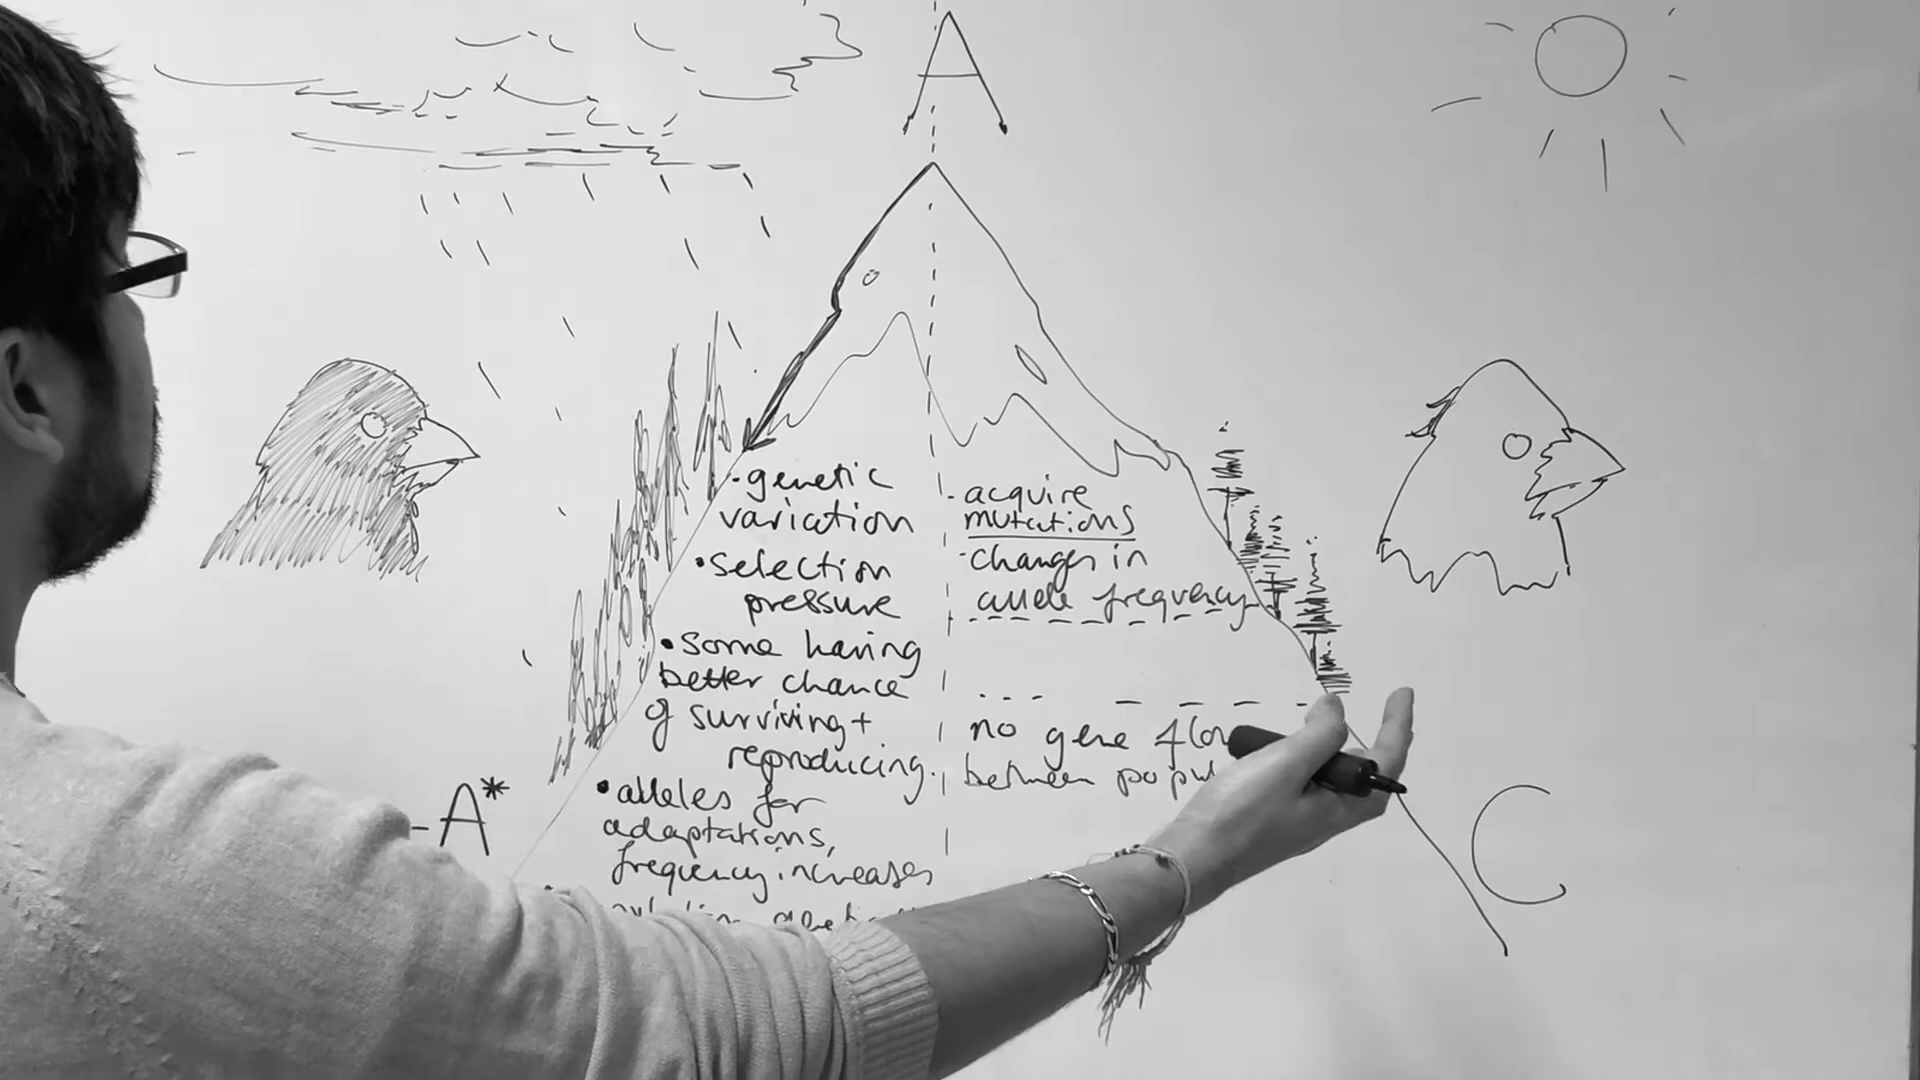 A
·genetic
variation
•selection
pressure
•some having
better chance
of surviving +
reproducing.
•alleles for
adaptations,
frequency increases
- acquire
mutations
-changes in
allele frequency
no gene
between
-A*
C